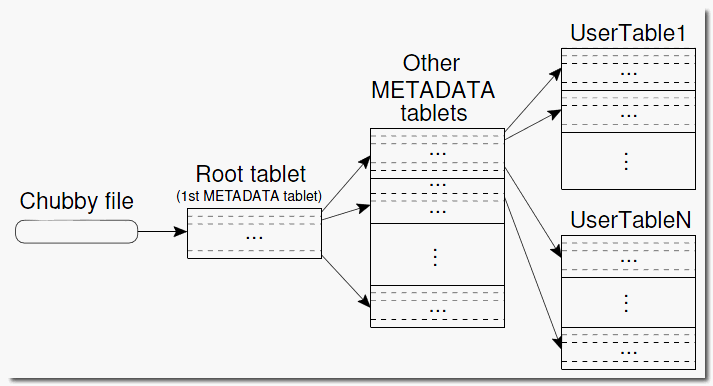 Chubby file
Root tablet
(1st METADATA tablet)
...
Other
METADATA
tablets
...
...
...
⋮
...
UserTable1
...
...
⋮
UserTableN
...
⋮
...